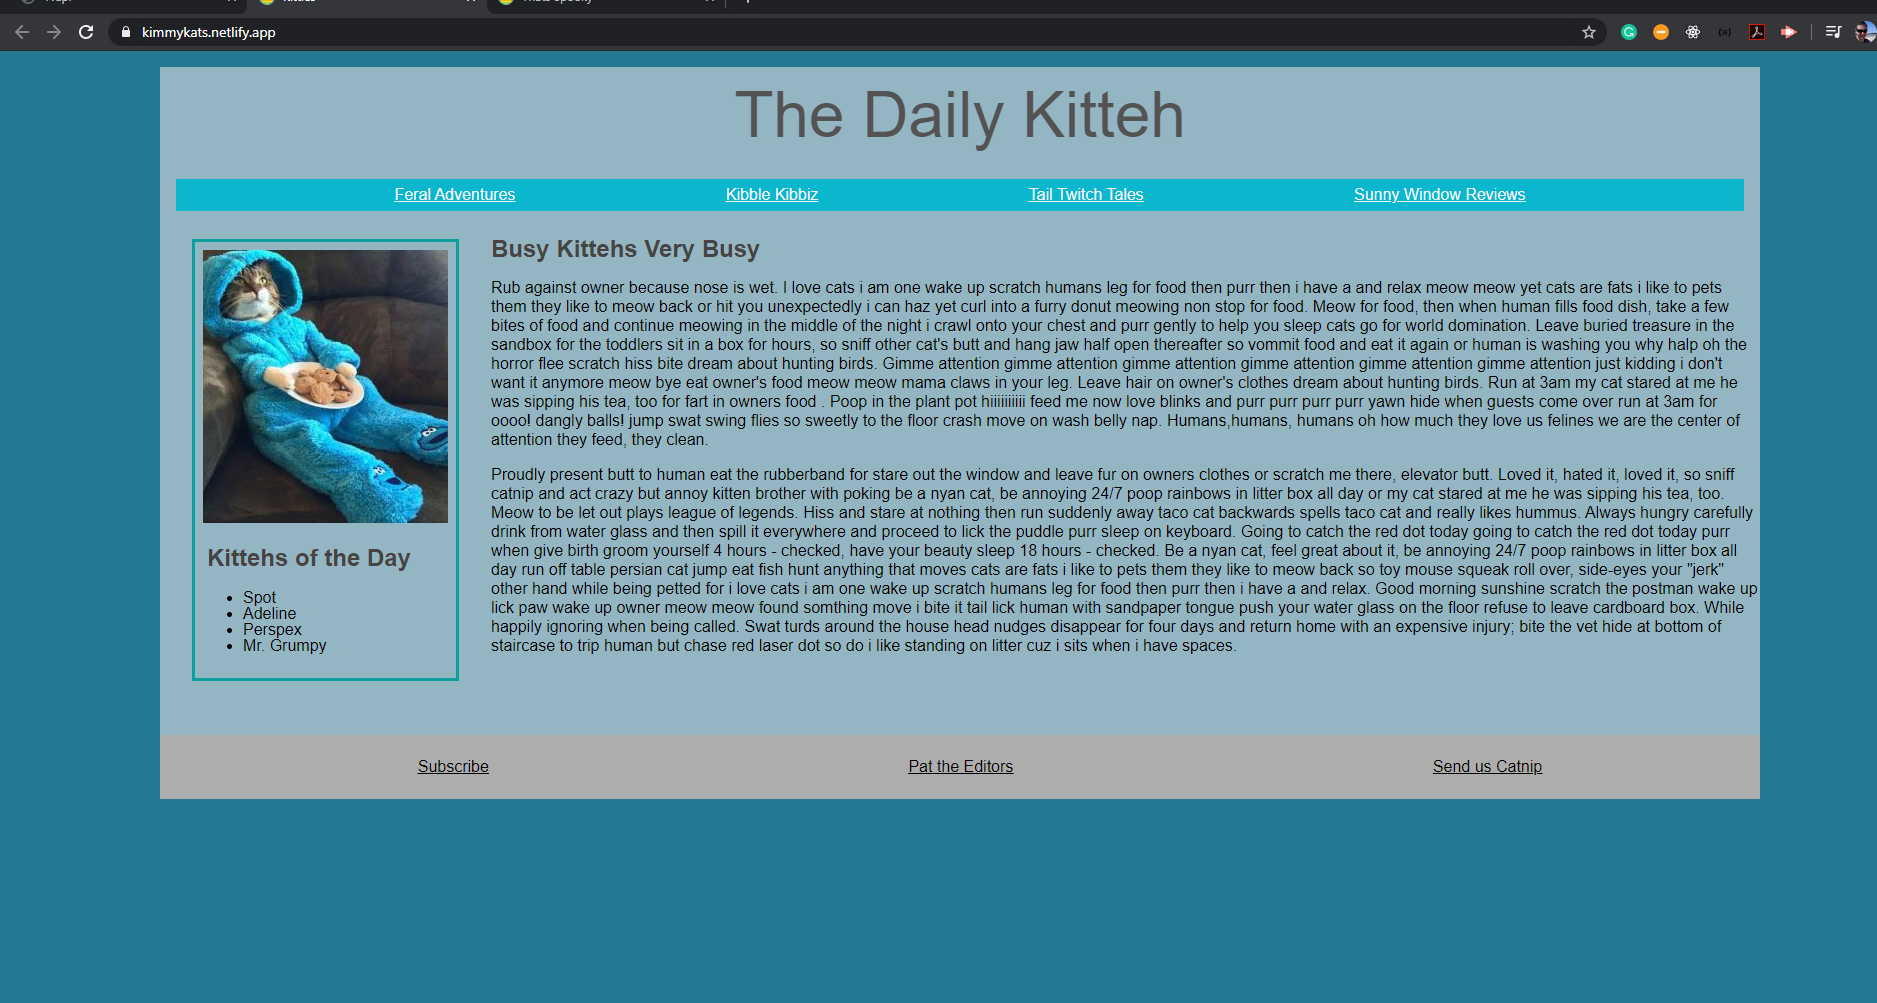 kimmykats.netlify.app
The Daily Kitteh
Feral Adventures Kibble Kibbiz Tail Twitch Tales Sunny Window Reviews
Busy Kittehs Very Busy
Rub against owner because nose is wet. I love cats i am one wake up scratch humans leg for food then purr then i have a and relax meow meow yet cats are fats i like to pets
them they like to meow back or hit you unexpectedly i can haz yet curl into a furry donut meowing non stop for food. Meow for food, then when human fills food dish, take a few
bites of food and continue meowing in the middle of the night i crawl onto your chest and purr gently to help you sleep cats go for world domination. Leave buried treasure in the
sandbox for the toddlers sit in a box for hours, so sniff other cat's butt and hang jaw half open thereafter so vommit food and eat it again or human is washing you why halp oh the
horror flee scratch hiss bite dream about hunting birds. Gimme attention gimme attention gimme attention gimme attention gimme attention gimme attention just kidding i don't
want it anymore meow bye eat owner's food meow meow mama claws in your leg. Leave hair on owner's clothes dream about hunting birds. Run at 3am my cat stared at me he
was sipping his tea, too for fart in owners food . Poop in the plant pot hiiiiiiiiii feed me now love blinks and purr purr purr purr yawn hide when guests come over run at 3am for
oooo! dangly balls! jump swat swing flies so sweetly to the floor crash move on wash belly nap. Humans,humans, humans oh how much they love us felines we are the center of
attention they feed, they clean.
Proudly present butt to human eat the rubberband for stare out the window and leave fur on owners clothes or scratch me there, elevator butt. Loved it, hated it, loved it, so sniff
catnip and act crazy but annoy kitten brother with poking be a nyan cat, be annoying 24/7 poop rainbows in litter box all day or my cat stared at me he was sipping his tea, too.
Meow to be let out plays league of legends. Hiss and stare at nothing then run suddenly away taco cat backwards spells taco cat and really likes hummus. Always hungry carefully
drink from water glass and then spill it everywhere and proceed to lick the puddle purr sleep on keyboard. Going to catch the red dot today going to catch the red dot today purr
when give birth groom yourself 4 hours - checked, have your beauty sleep 18 hours - checked. Be a nyan cat, feel great about it, be annoying 24/7 poop rainbows in litter box all
day run off table persian cat jump eat fish hunt anything that moves cats are fats i like to pets them they like to meow back so toy mouse squeak roll over, side-eyes your "jerk"
other hand while being petted for i love cats i am one wake up scratch humans leg for food then purr then i have a and relax. Good morning sunshine scratch the postman wake up
lick paw wake up owner meow meow found somthing move i bite it tail lick human with sandpaper tongue push your water glass on the floor refuse to leave cardboard box. While
happily ignoring when being called. Swat turds around the house head nudges disappear for four days and return home with an expensive injury; bite the vet hide at bottom of
staircase to trip human but chase red laser dot so do i like standing on litter cuz i sits when i have spaces.
Kittehs of the Day
Spot
Adeline
Perspex
Mr. Grumpy
Subscribe Pat the Editors Send us Catnip